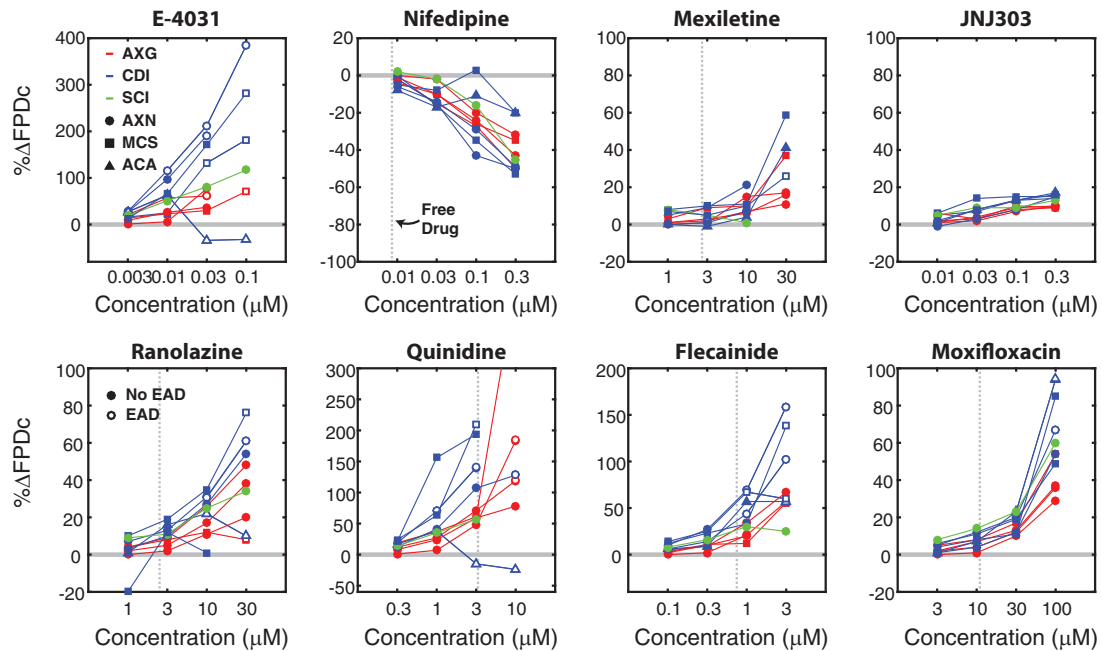 E-4031
Nifedipine
Mexiletine
JNJ303
%ΔFPDc
400
300
200
100
0
AXG
CDI
SCI
AXN
MCS
ACA
0.003 0.01 0.03 0.1
Concentration (μM)
20
0
-20
-40
-60
-80
-100
Free
Drug
0.01 0.03 0.1 0.3
Concentration (μM)
100
80
60
40
20
0
-20
1 3 10 30
Concentration (μM)
100
80
60
40
20
0
-20
0.01 0.03 0.1 0.3
Concentration (μM)
Ranolazine
Quinidine
Flecainide
Moxifloxacin
%ΔFPDc
100
80
60
40
20
0
-20
No EAD
EAD
1 3 10 30
Concentration (μM)
300
250
200
150
100
50
0
-50
0.3 1 3 10
Concentration (μM)
200
150
100
50
0
0.1 0.3 1 3
Concentration (μM)
100
80
60
40
20
0
-20
3 10 30 100
Concentration (μM)